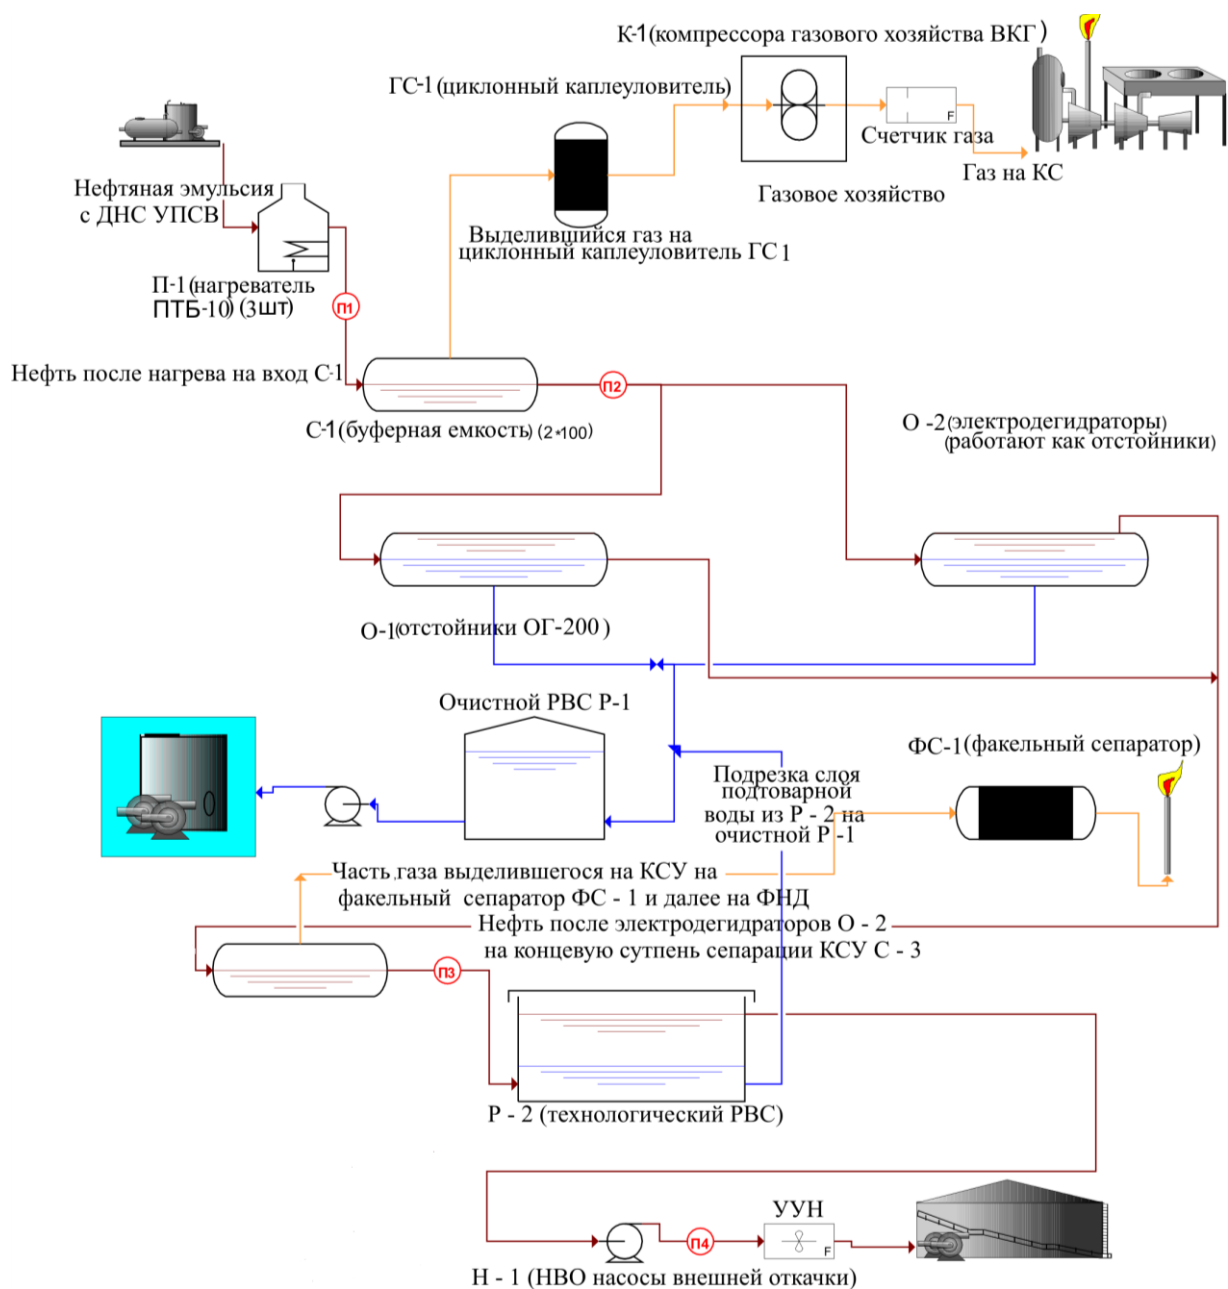 К-1(компрессора газового хозяйства ВКГ)
ГС-1(циклонный каплеуловитель)
F
Счетчик газа
Газ на КС
Газовое хозяйство
Нефтяная эмульсия
с ДНС УПСВ
Выделившийся газ на
циклонный каплеуловитель ГС1
П-1(нагреватель
ПТБ-10) (3шт)
П1
Нефть после нагрева на вход С-1
П2
С-1(буферная емкость) (2*100)
О -2(электродегидраторы)
(работают как отстойники)
О-1(отстойники ОГ-200)
Очистной РВС Р-1
ФС-1(факельный сепаратор)
Подрезка слоя
подтоварной
воды из Р - 2 на
очистной Р -1
Часть газа выделившегося на КСУ на
факельный сепаратор ФС - 1 и далее на ФНД
Нефть после электродегидраторов О - 2
на концевую сутпень сепарации КСУ С - 3
П3
Р - 2 (технологический РВС)
УУН
П4
F
Н - 1 (НВО насосы внешней откачки)